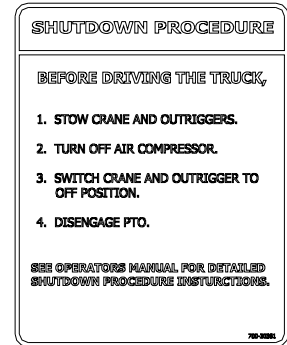 SHUTDOWN PROCEDURE
BEFORE DRIVING THE TRUCK,
1. STOW CRANE AND OUTRIGGERS.
2. TURN OFF AIR COMPRESSOR.
3. SWITCH CRANE AND OUTRIGGER TO
OFF POSITION.
4. DISENGAGE PTO.
SEE OPERATORS MANUAL FOR DETAILED
SHUTDOWN PROCEDURE INSTURCTIONS.